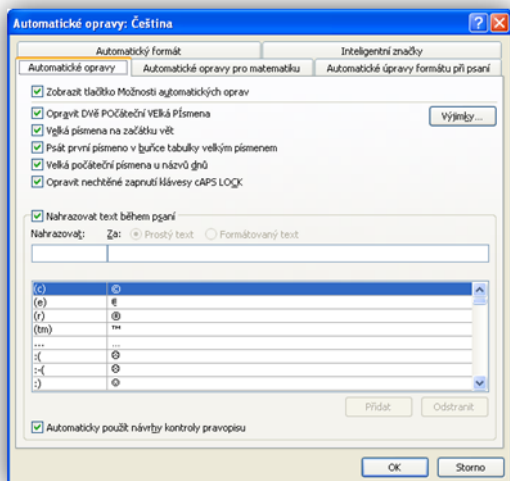 Automatické opravy: Čeština
Automatický formát Inteligentní značky
Automatické opravy Automatické opravy pro matematiku Automatické úpravy formátu při psaní
Zobrazit tlačítko Možnosti automatických oprav
Opravit DVě POčáteční VElká PÍsmena Výjimky...
Velká písmena na začátku vět
Psát první písmeno v buňce tabulky velkým písmenem
Velká počáteční písmena u názvů dnů
Opravit nechtěné zapnutí klávesy cAPS LOCK
Nahrazovat text během psaní
Nahrazovat: Za: Prostý text Formátovaný text
(c) ©
(e) €
(r) ®
(tm) ™
... …
:( ☹
:-( ☹
:) ☺
Přidat Odstranit
Automaticky použít návrhy kontroly pravopisu
OK Storno